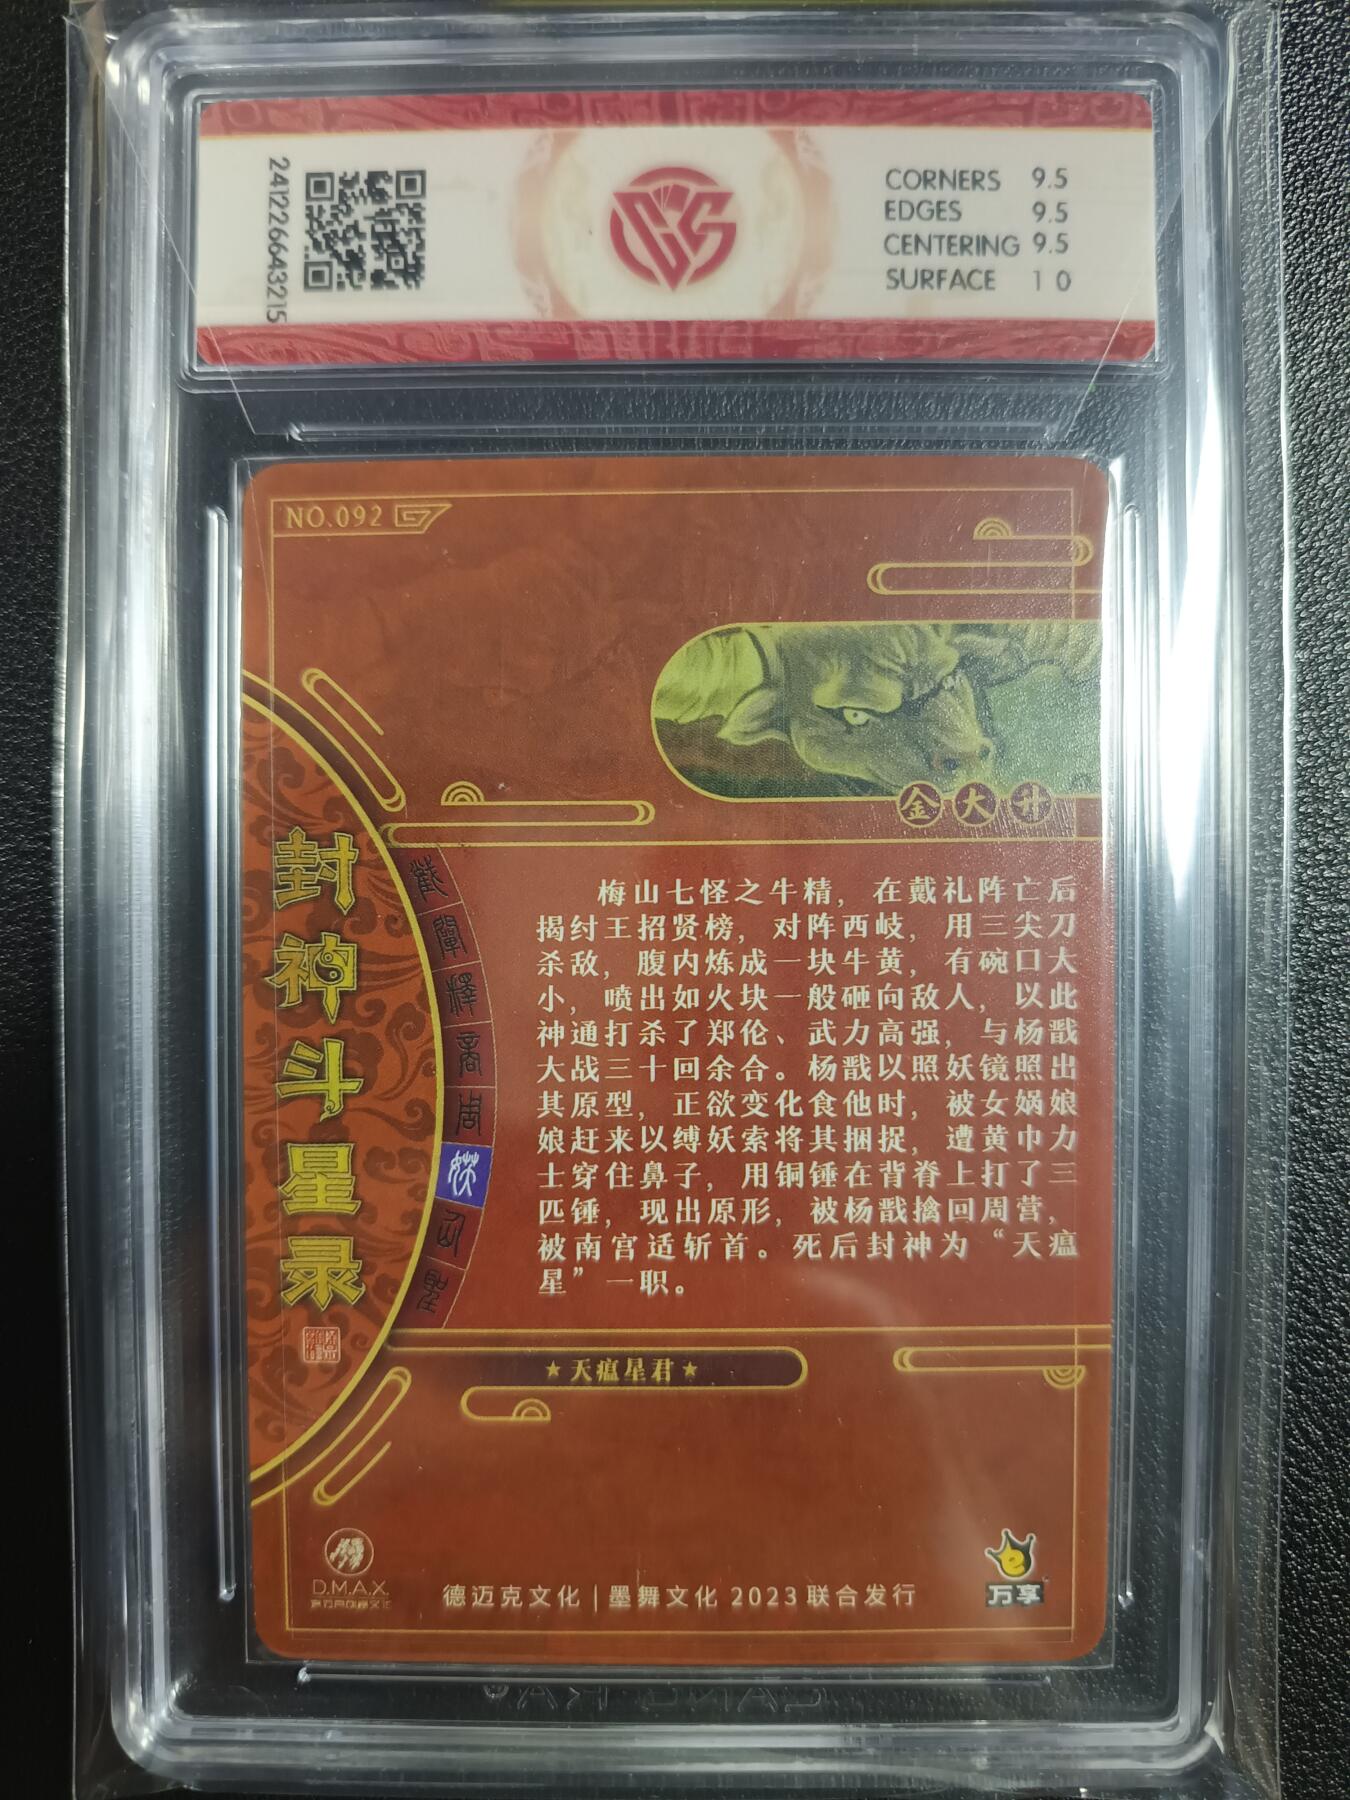 2412266432​15
CORNERS 9.5
EDGES 9.5
CENTERING 9.5
SURFACE 10
NO.092
金大升
封神斗星录
商
周
妖
梅山七怪之牛精，在戴礼阵亡后
揭纣王招贤榜，对阵西岐，用三尖刀
杀敌，腹内炼成一块牛黄，有碗口大
小，喷出如火块一般砸向敌人，以此
神通打杀了郑伦、武力高强，与杨戬
大战三十回余合。杨戬以照妖镜照出
其原型，正欲变化食他时，被女娲娘
娘赶来以缚妖索将其捆捉，遭黄巾力
士穿住鼻子，用铜锤在背脊上打了三
匹锤，现出原形，被杨戬擒回周营，
被南宫适斩首。死后封神为“天瘟
星”一职。
★天瘟星君★
D.M.A.X.
德迈克文化|墨舞文化 2023 联合发行
万享